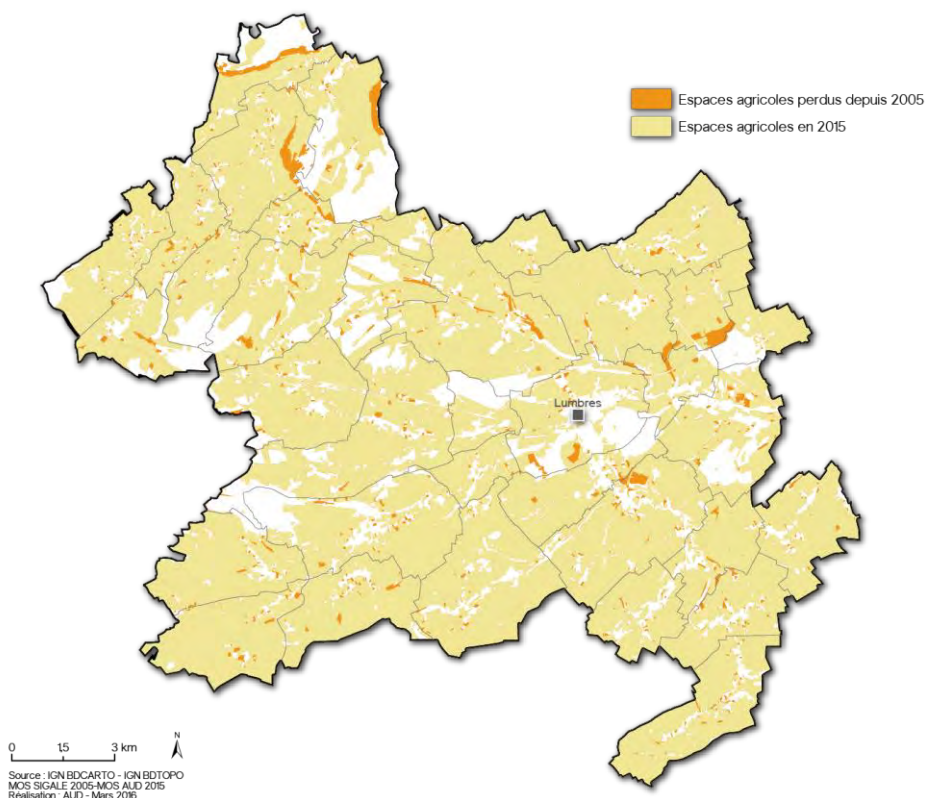 Espaces agricoles perdus depuis 2005
Espaces agricoles en 2015
Lumbres
0 1,5 3 km
N
Source : IGN BDCARTO - IGN BDTOPO
MOS SIGALE 2005-MOS AUD 2015
Réalisation : AUD - Mars 2016